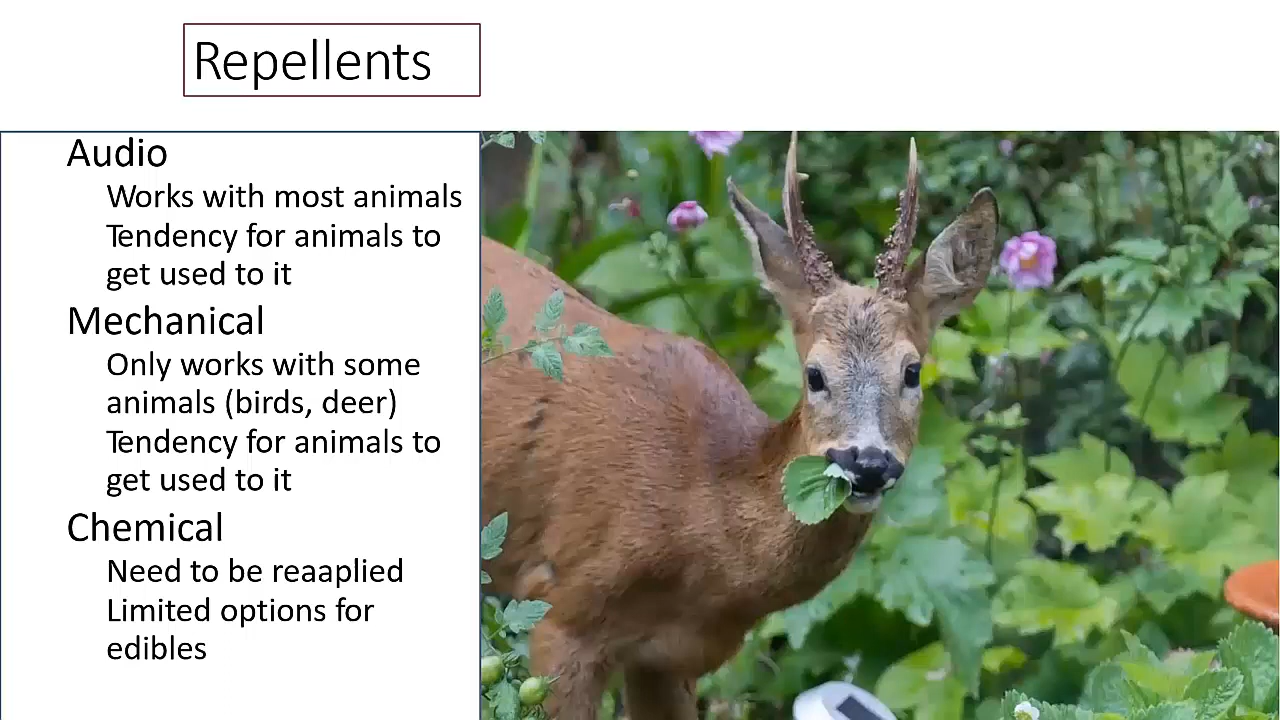 Repellents
Audio
Works with most animals
Tendency for animals to
get used to it
Mechanical
Only works with some
animals (birds, deer)
Tendency for animals to
get used to it
Chemical
Need to be reaaplied
Limited options for
edibles